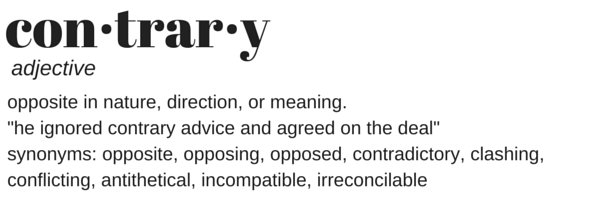 con·trar·y
adjective
opposite in nature, direction, or meaning.
"he ignored contrary advice and agreed on the deal"
synonyms: opposite, opposing, opposed, contradictory, clashing,
conflicting, antithetical, incompatible, irreconcilable